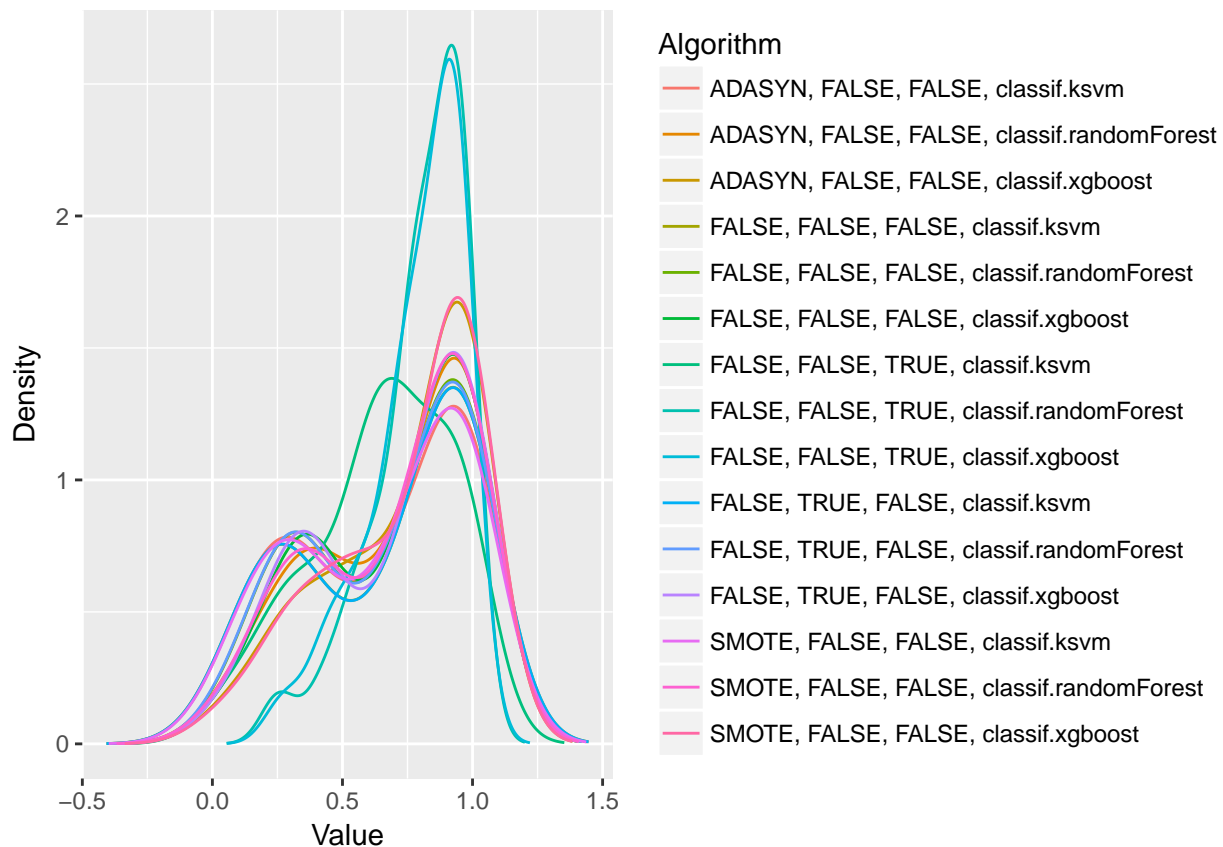 Algorithm
ADASYN, FALSE, FALSE, classif.ksvm
ADASYN, FALSE, FALSE, classif.randomForest
ADASYN, FALSE, FALSE, classif.xgboost
FALSE, FALSE, FALSE, classif.ksvm
FALSE, FALSE, FALSE, classif.randomForest
FALSE, FALSE, FALSE, classif.xgboost
FALSE, FALSE, TRUE, classif.ksvm
FALSE, FALSE, TRUE, classif.randomForest
FALSE, FALSE, TRUE, classif.xgboost
FALSE, TRUE, FALSE, classif.ksvm
FALSE, TRUE, FALSE, classif.randomForest
FALSE, TRUE, FALSE, classif.xgboost
SMOTE, FALSE, FALSE, classif.ksvm
SMOTE, FALSE, FALSE, classif.randomForest
SMOTE, FALSE, FALSE, classif.xgboost
Density
2
1
0
−0.5 0.0 0.5 1.0 1.5
Value